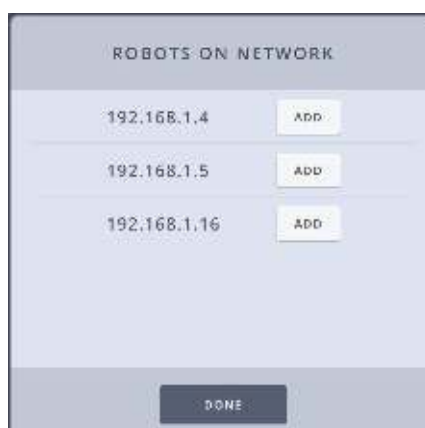 ROBOTS ON NETWORK
192.168.1.4 ADD
192.168.1.5 ADD
192.168.1.16 ADD
DONE